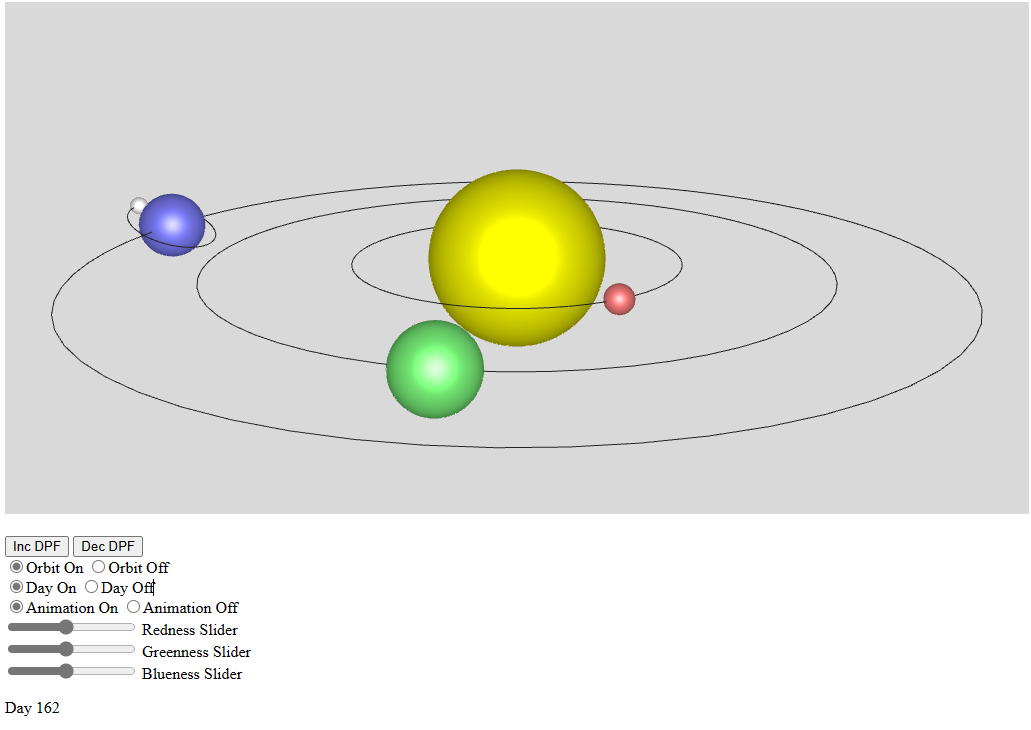 Inc DPF Dec DPF
Orbit On Orbit Off
Day On Day Off
Animation On Animation Off
Redness Slider
Greenness Slider
Blueness Slider
Day 162